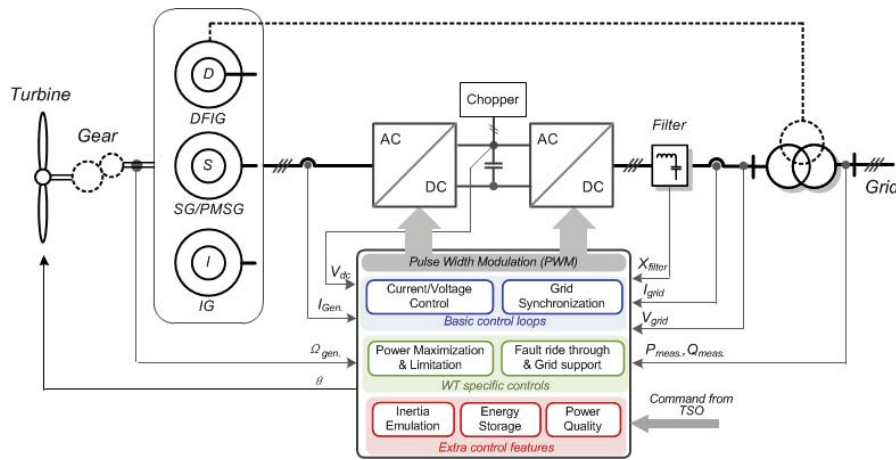 Turbine
Gear
D
DFIG
S
SG/PMSG
I
IG
Chopper
AC
DC
AC
DC
Filter
Grid
Pulse Width Modulation (PWM)
Current/Voltage
Control
Grid
Synchronization
Basic control loops
Power Maximization
& Limitation
Fault ride through
& Grid support
WT specific controls
Inertia
Emulation
Energy
Storage
Power
Quality
Extra control features
Vdc
IGen.
Ωgen.
θ
Xfilter
Igrid
Vgrid
Pmeas., Qmeas.
Command from
TSO